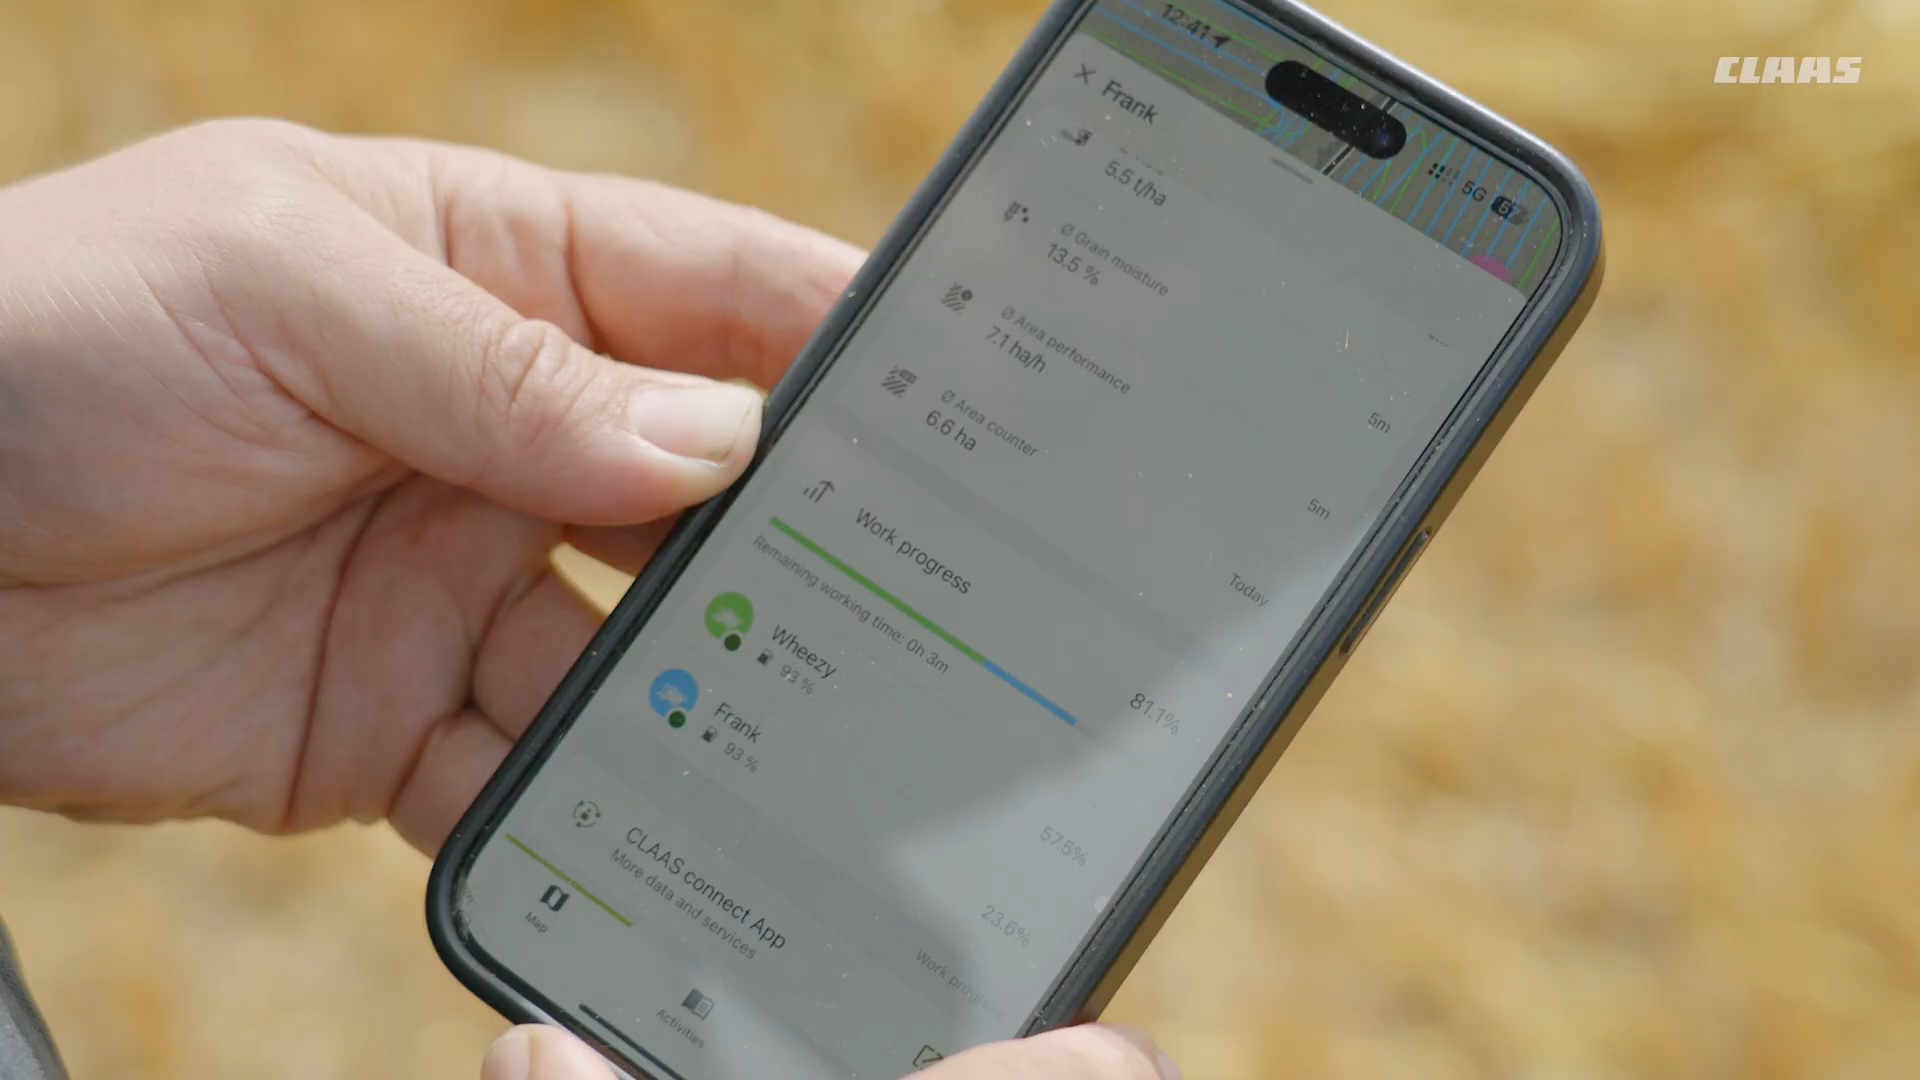 CLAAS
12:41
5G
Frank
5.5 t/ha
Ø Grain moisture
13.5 %
Ø Area performance
7.1 ha/h
5m
Ø Area counter
6.6 ha
5m
Work progress
Today
Remaining working time: 0h 3m
81.1%
Wheezy
93 %
57.5%
Frank
93 %
23.6%
CLAAS connect App
More data and services
Map
Activities
Work progress